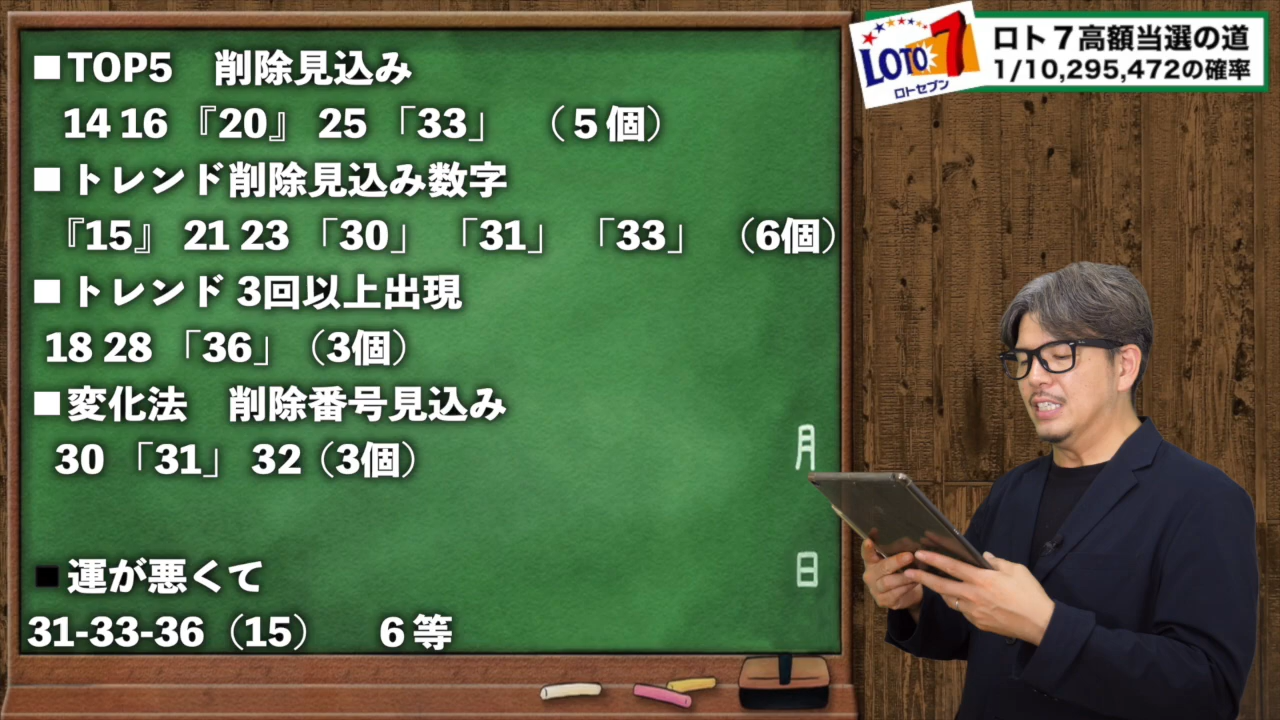 ■TOP5　削除見込み
14 16 『20』 25 「33」　（５個）
■トレンド削除見込み数字
『15』 21 23 「30」 「31」 「33」 （6個）
■トレンド 3回以上出現
18 28 「36」（3個）
■変化法　削除番号見込み
30 「31」 32（3個）
■運が悪くて
31-33-36（15）　　６等
月
日
LOTO 7
ロトセブン
ロト７高額当選の道
1/10,295,472の確率